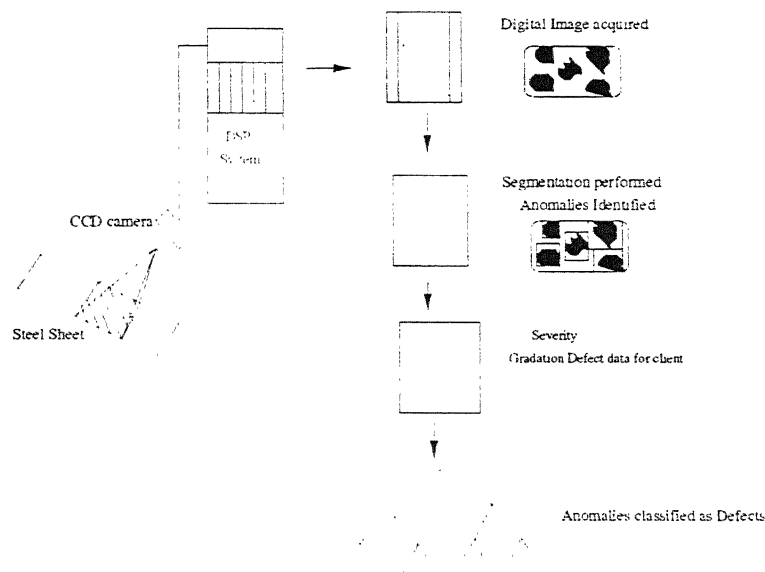 Digital Image acquired
DSP
System
Segmentation performed
Anomalies Identified
CCD camera
Steel Sheet
Severity
Gradation Defect data for client
Anomalies classified as Defects